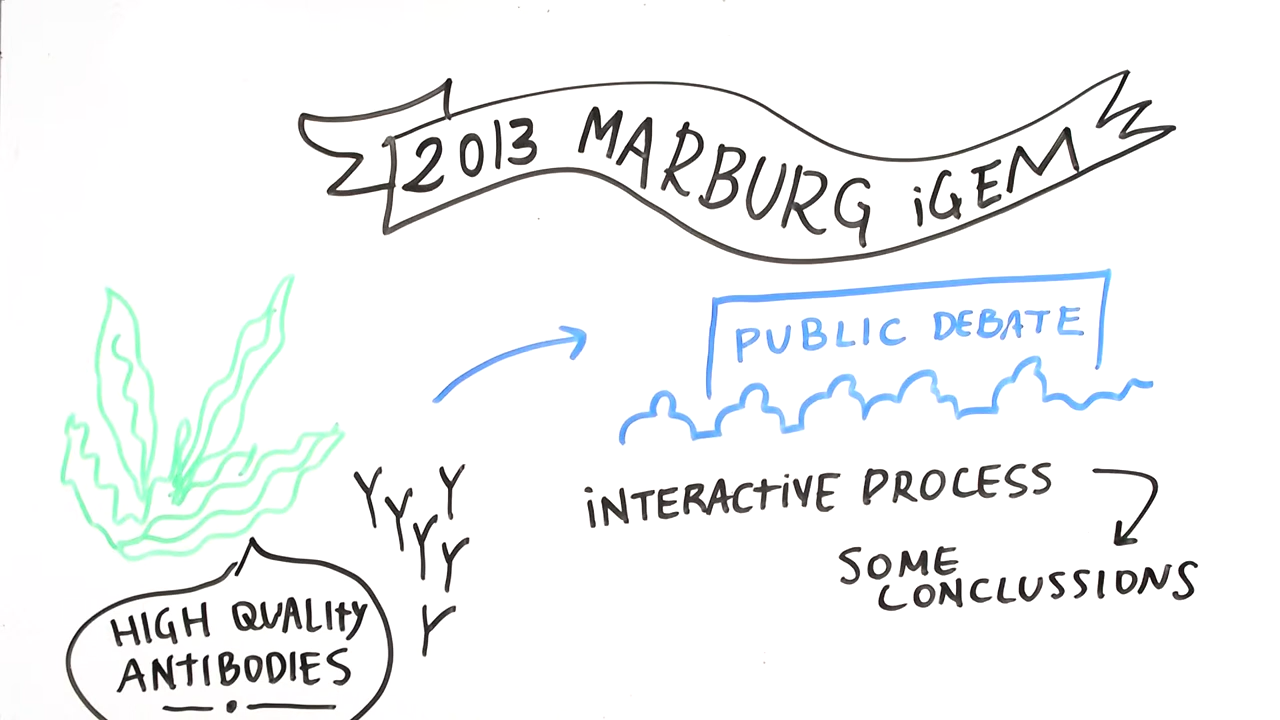 2013 MARBURG iGEM
PUBLIC DEBATE
iNTERACTiVE PROCESS
SOME
CONCLUSSIONS
HIGH QUALITY
ANTIBODIES